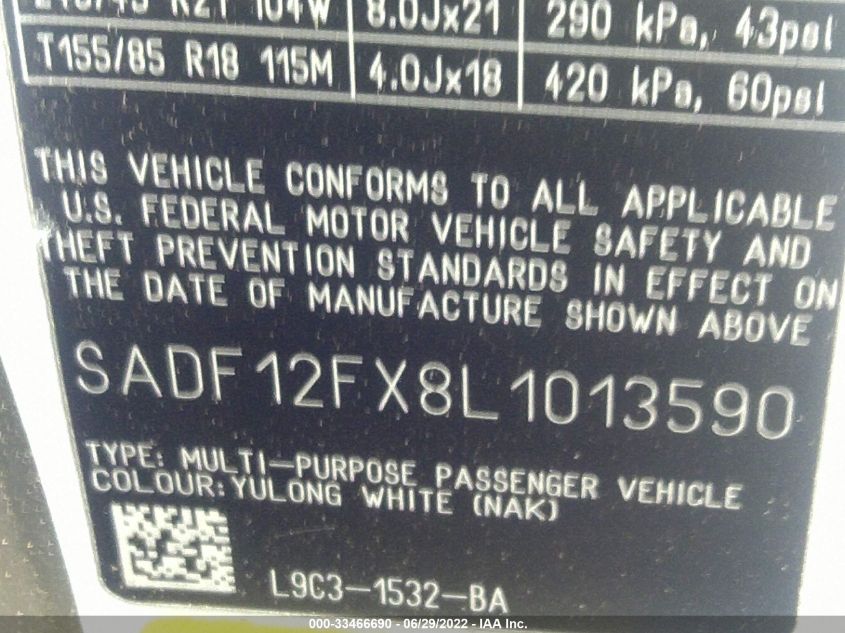 R21 104W 8.0Jx21 290 kPa, 43psi
T155/85 R18 115M 4.0Jx18 420 kPa, 60psi
THIS VEHICLE CONFORMS TO ALL APPLICABLE
U.S. FEDERAL MOTOR VEHICLE SAFETY AND
THEFT PREVENTION STANDARDS IN EFFECT ON
THE DATE OF MANUFACTURE SHOWN ABOVE
SADF12FX8L1013590
TYPE: MULTI-PURPOSE PASSENGER VEHICLE
COLOUR: YULONG WHITE (NAK)
L9C3-1532-BA
000-33466690 - 06/29/2022 - IAA Inc.